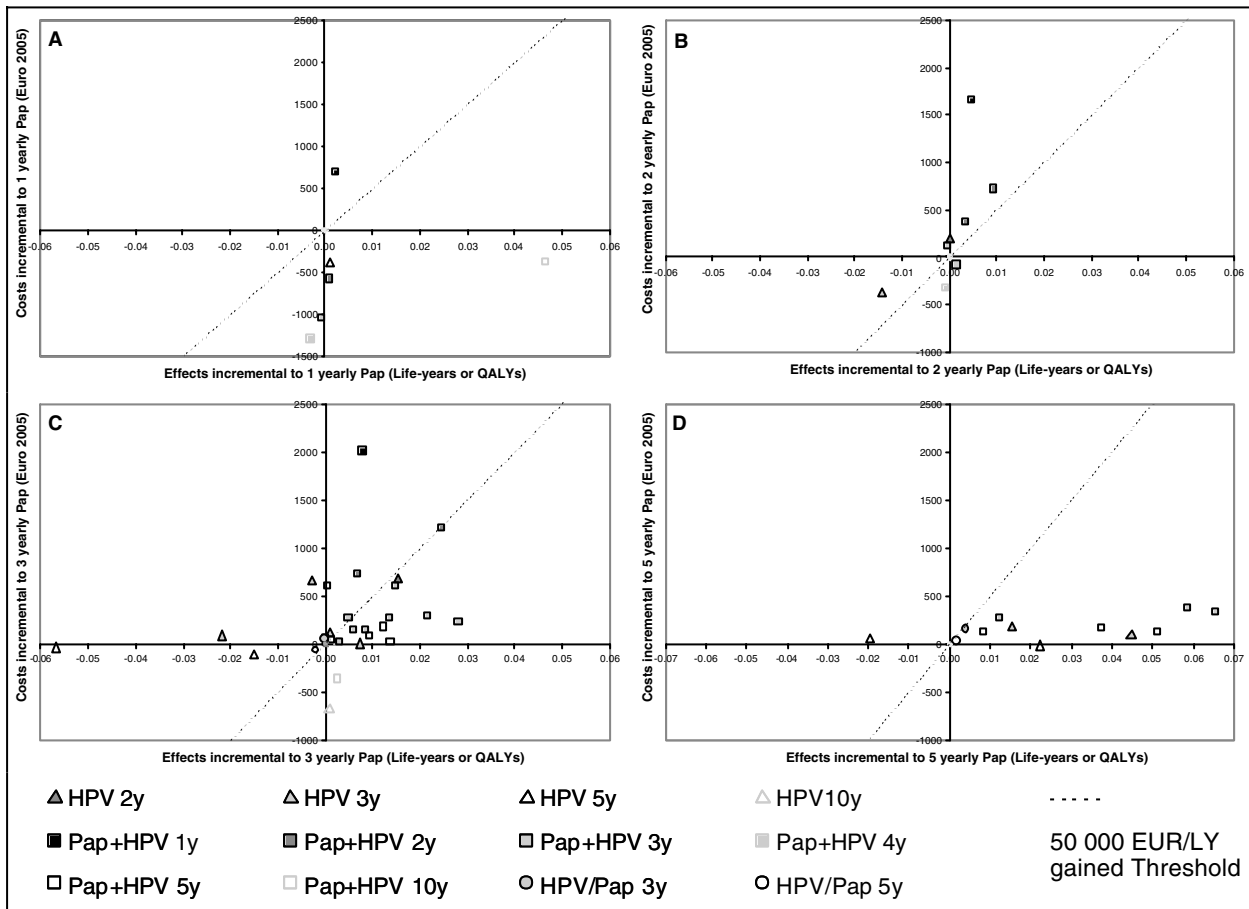 A
Costs incremental to 1 yearly Pap (Euro 2005)
2500
2000
1500
1000
500
0
-500
-1000
-1500
-0.06 -0.05 -0.04 -0.03 -0.02 -0.01 0.00 0.01 0.02 0.03 0.04 0.05 0.06
Effects incremental to 1 yearly Pap (Life-years or QALYs)
B
Costs incremental to 2 yearly Pap (Euro 2005)
2500
2000
1500
1000
500
0
-500
-1000
-0.06 -0.05 -0.04 -0.03 -0.02 -0.01 0.00 0.01 0.02 0.03 0.04 0.05 0.06
Effects incremental to 2 yearly Pap (Life-years or QALYs)
C
Costs incremental to 3 yearly Pap (Euro 2005)
2500
2000
1500
1000
500
0
-500
-1000
-0.06 -0.05 -0.04 -0.03 -0.02 -0.01 0.00 0.01 0.02 0.03 0.04 0.05 0.06
Effects incremental to 3 yearly Pap (Life-years or QALYs)
D
Costs incremental to 5 yearly Pap (Euro 2005)
2500
2000
1500
1000
500
0
-500
-1000
-0.07 -0.06 -0.05 -0.04 -0.03 -0.02 -0.01 0.00 0.01 0.02 0.03 0.04 0.05 0.06 0.07
Effects incremental to 5 yearly Pap (Life-years or QALYs)
HPV 2y HPV 3y HPV 5y HPV10y
Pap+HPV 1y Pap+HPV 2y Pap+HPV 3y Pap+HPV 4y
Pap+HPV 5y Pap+HPV 10y HPV/Pap 3y HPV/Pap 5y
50 000 EUR/LY
gained Threshold